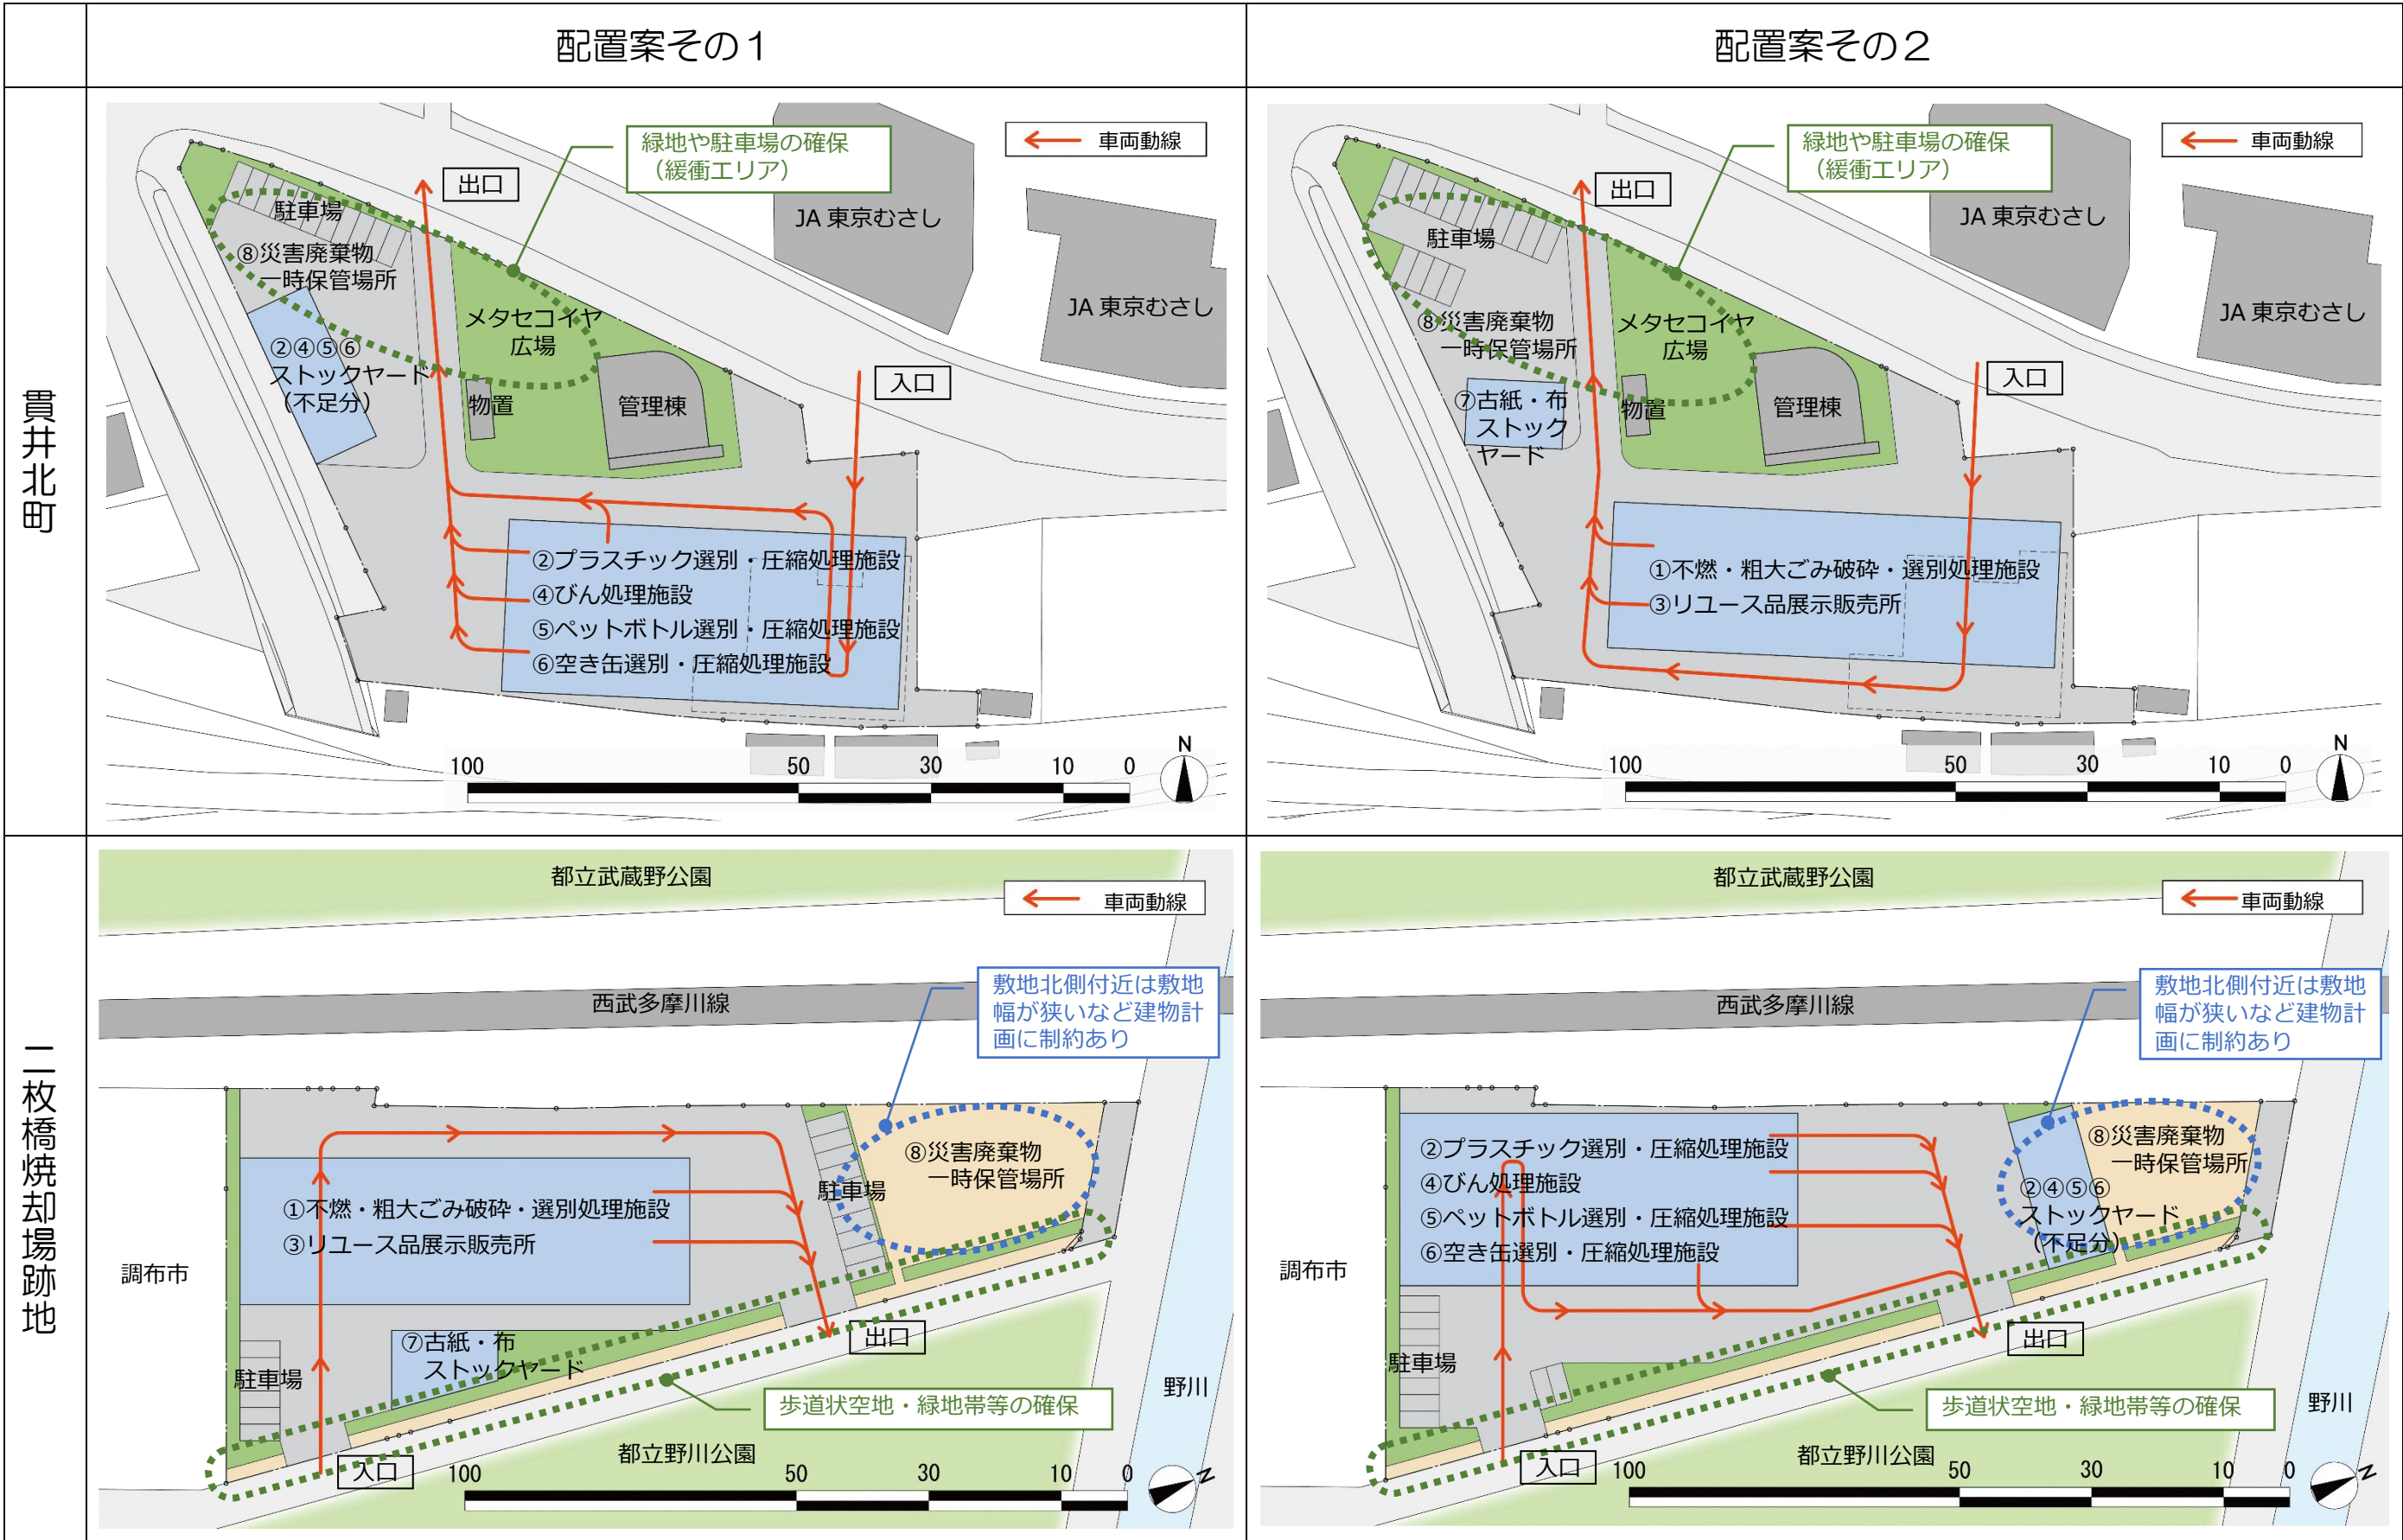 配置案その１
配置案その２
貫井北町
緑地や駐車場の確保
（緩衝エリア）
車両動線
出口
駐車場
JA 東京むさし
JA 東京むさし
⑧災害廃棄物
一時保管場所
メタセコイヤ
広場
②④⑤⑥
ストックヤード
（不足分）
物置
管理棟
入口
②プラスチック選別・圧縮処理施設
④びん処理施設
⑤ペットボトル選別・圧縮処理施設
⑥空き缶選別・圧縮処理施設
100
50
30
10
0
N
緑地や駐車場の確保
（緩衝エリア）
車両動線
出口
駐車場
JA 東京むさし
JA 東京むさし
⑧災害廃棄物
一時保管場所
メタセコイヤ
広場
⑦古紙・布
ストック
ヤード
物置
管理棟
入口
①不燃・粗大ごみ破砕・選別処理施設
③リユース品展示販売所
100
50
30
10
0
N
二枚橋焼却場跡地
都立武蔵野公園
車両動線
西武多摩川線
敷地北側付近は敷地
幅が狭いなど建物計
画に制約あり
⑧災害廃棄物
一時保管場所
駐車場
①不燃・粗大ごみ破砕・選別処理施設
③リユース品展示販売所
調布市
⑦古紙・布
ストックヤード
駐車場
出口
歩道状空地・緑地帯等の確保
野川
都立野川公園
入口
100
50
30
10
0
N
都立武蔵野公園
車両動線
西武多摩川線
敷地北側付近は敷地
幅が狭いなど建物計
画に制約あり
⑧災害廃棄物
一時保管場所
②④⑤⑥
ストックヤード
（不足分）
②プラスチック選別・圧縮処理施設
④びん処理施設
⑤ペットボトル選別・圧縮処理施設
⑥空き缶選別・圧縮処理施設
調布市
駐車場
出口
歩道状空地・緑地帯等の確保
野川
都立野川公園
入口
100
50
30
10
0
N